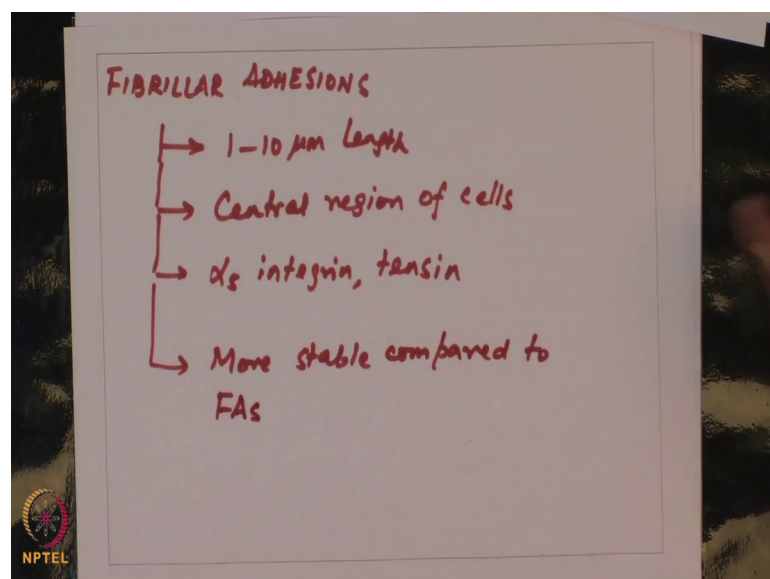 FIBRILLAR ADHESIONS
→ 1-10 μm Length
→ Central region of cells
→ α5 integrin, tensin
→ More stable compared to
FAs
NPTEL